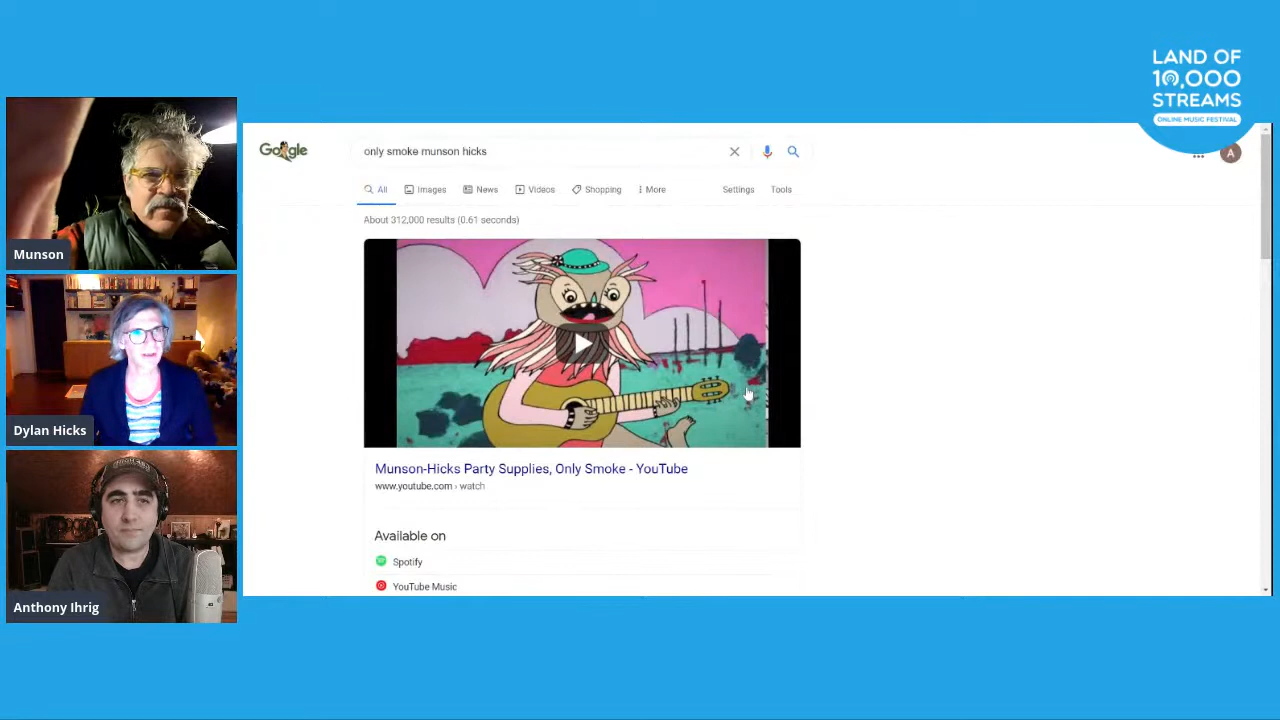 LAND OF
10,000
STREAMS
ONLINE MUSIC FESTIVAL
Munson
Dylan Hicks
Anthony Ihrig
Google
only smoke munson hicks
A
All
Images
News
Videos
Shopping
More
Settings
Tools
About 312,000 results (0.61 seconds)
Munson-Hicks Party Supplies, Only Smoke - YouTube
www.youtube.com › watch
Available on
Spotify
YouTube Music